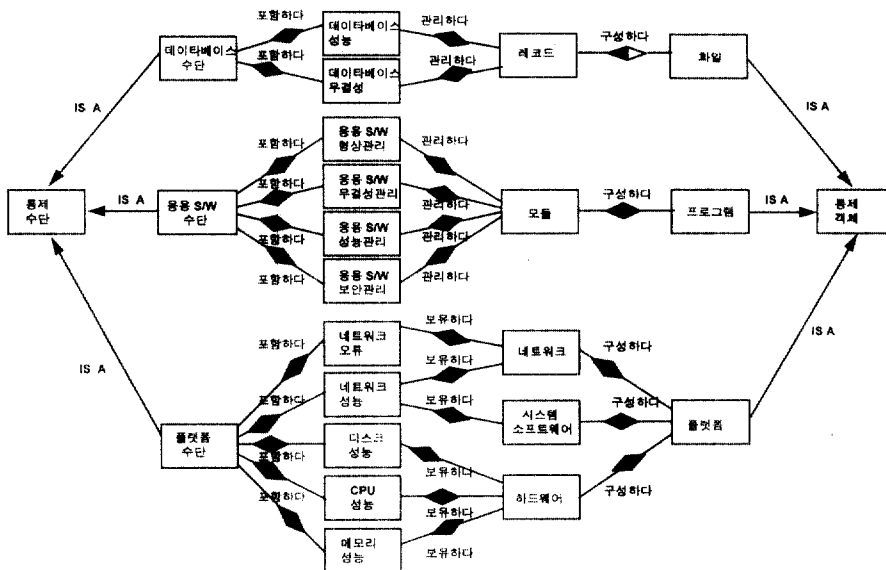 포함하다
데이타베이스
성능
관리하다
데이타베이스
수단
포함하다
레코드
구성하다
화일
데이타베이스
무결성
관리하다
IS A
IS A
포함하다
응용 S/W
형상관리
관리하다
포함하다
응용 S/W
무결성관리
관리하다
통제
수단
IS A
응용 S/W
수단
모듈
구성하다
프로그램
IS A
통제
객체
포함하다
응용 S/W
성능관리
관리하다
포함하다
응용 S/W
보안관리
관리하다
IS A
IS A
포함하다
네트워크
오류
보유하다
네트워크
구성하다
포함하다
네트워크
성능
보유하다
보유하다
시스템
소프트웨어
구성하다
플랫폼
플랫폼
수단
포함하다
디스크
성능
보유하다
포함하다
CPU
성능
보유하다
하드웨어
구성하다
포함하다
메모리
성능
보유하다